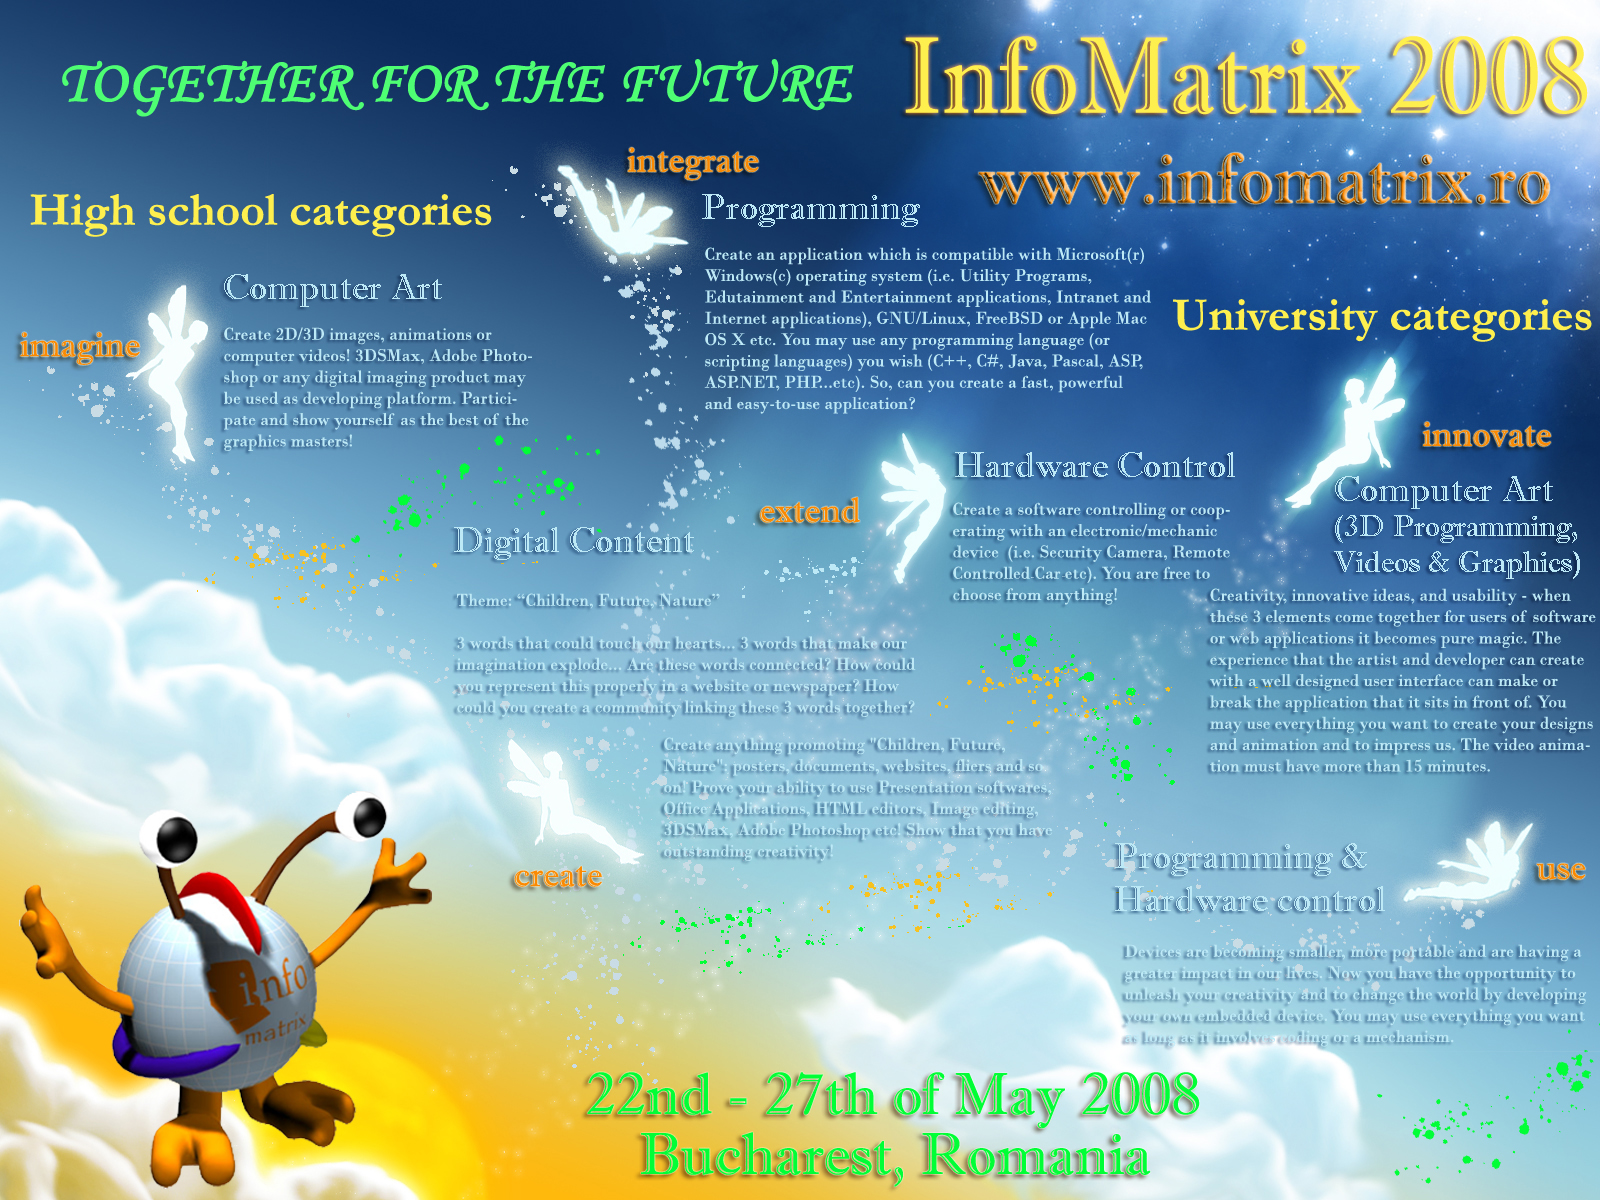 TOGETHER FOR THE FUTURE
InfoMatrix 2008
www.infomatrix.ro
High school categories
imagine
Computer Art
Create 2D/3D images, animations or
computer videos! 3DSMax, Adobe Photo-
shop or any digital imaging product may
be used as developing platform. Partici-
pate and show yourself as the best of the
graphics masters!
integrate
Programming
Create an application which is compatible with Microsoft(r)
Windows(c) operating system (i.e. Utility Programs,
Edutainment and Entertainment applications, Intranet and
Internet applications), GNU/Linux, FreeBSD or Apple Mac
OS X etc. You may use any programming language (or
scripting languages) you wish (C++, C#, Java, Pascal, ASP,
ASP.NET, PHP...etc). So, can you create a fast, powerful
and easy-to-use application?
extend
Hardware Control
Create a software controlling or coop-
erating with an electronic/mechanic
device (i.e. Security Camera, Remote
Controlled Car etc). You are free to
choose from anything!
Digital Content
Theme: “Children, Future, Nature”
3 words that could touch our hearts... 3 words that make our
imagination explode... Are these words connected? How could
you represent this properly in a website or newspaper? How
could you create a community linking these 3 words together?
create
Create anything promoting "Children, Future,
Nature": posters, documents, websites, fliers and so
on! Prove your ability to use Presentation softwares,
Office Applications, HTML editors, Image editing,
3DSMax, Adobe Photoshop etc! Show that you have
outstanding creativity!
University categories
innovate
Computer Art
(3D Programming,
Videos & Graphics)
Creativity, innovative ideas, and usability - when
these 3 elements come together for users of software
or web applications it becomes pure magic. The
experience that the artist and developer can create
with a well designed user interface can make or
break the application that it sits in front of. You
may use everything you want to create your designs
and animation and to impress us. The video anima-
tion must have more than 15 minutes.
Programming &
Hardware control
use
Devices are becoming smaller, more portable and are having a
greater impact in our lives. Now you have the opportunity to
unleash your creativity and to change the world by developing
your own embedded device. You may use everything you want
as long as it involves coding or a mechanism.
info
matrix
22nd - 27th of May 2008
Bucharest, Romania